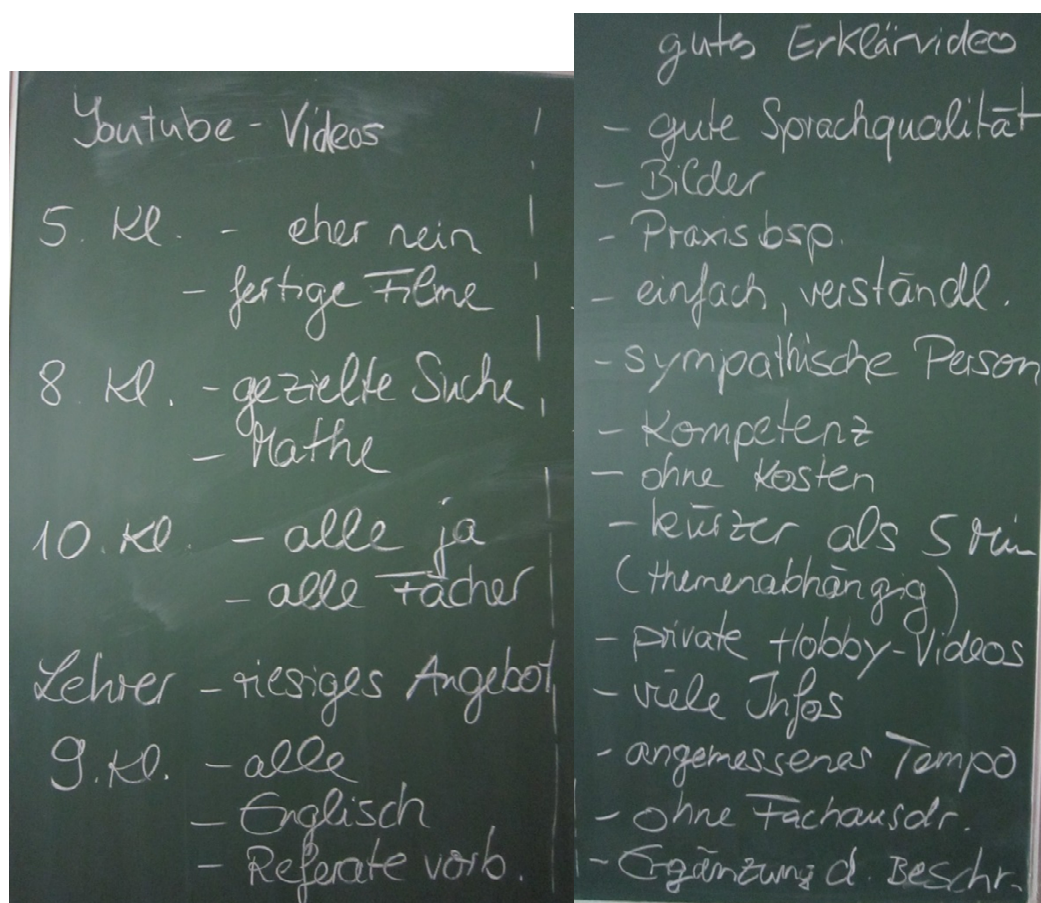 Youtube - Videos
5. Kl. - eher nein
- fertige Filme
8. Kl. - gezielte Suche
- Mathe
10. Kl. - alle ja
- alle Fächer
Lehrer - riesiges Angebot
9. Kl. - alle
- Englisch
- Referate vorb.
gutes Erklärvideo
- gute Sprachqualität
- Bilder
- Praxisbsp.
- einfach, verständl.
- sympathische Person
- Kompetenz
- ohne Kosten
- kürzer als 5 Min
(themenabhängig)
- private Hobby-Videos
- viele Infos
- angemessenes Tempo
- ohne Fachausdr.
- Ergänzung d. Beschr.